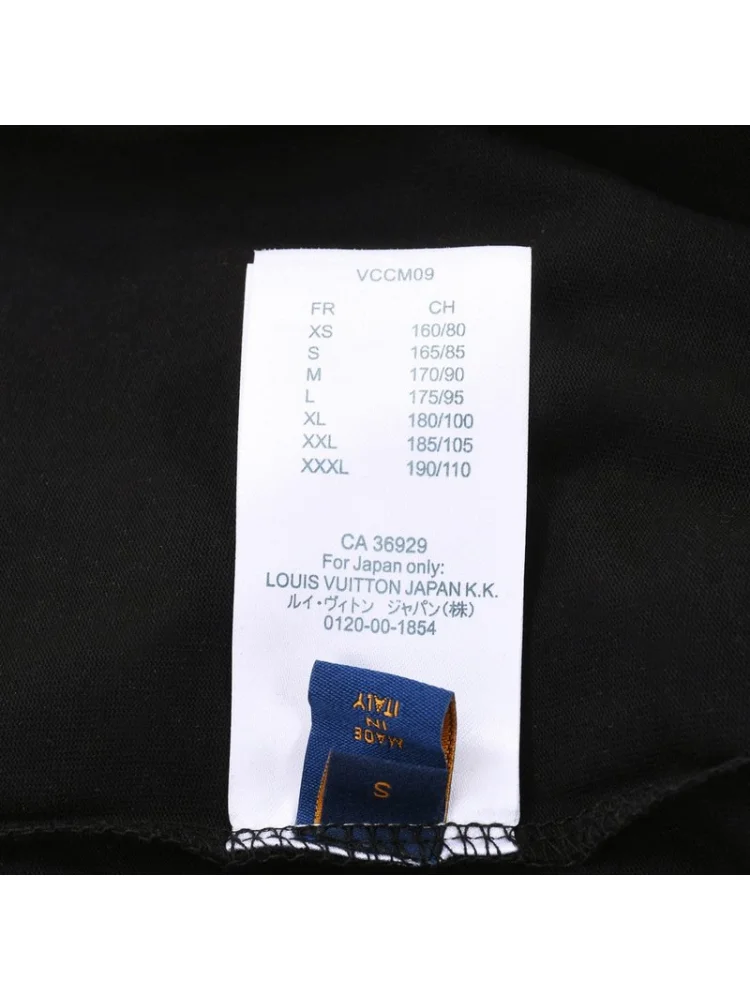 VCCM09
FR CH
XS 160/80
S 165/85
M 170/90
L 175/95
XL 180/100
XXL 185/105
XXXL 190/110
CA 36929
For Japan only:
LOUIS VUITTON JAPAN K.K.
ルイ・ヴィトン ジャパン(株)
0120-00-1854
MADE
IN
ITALY
S